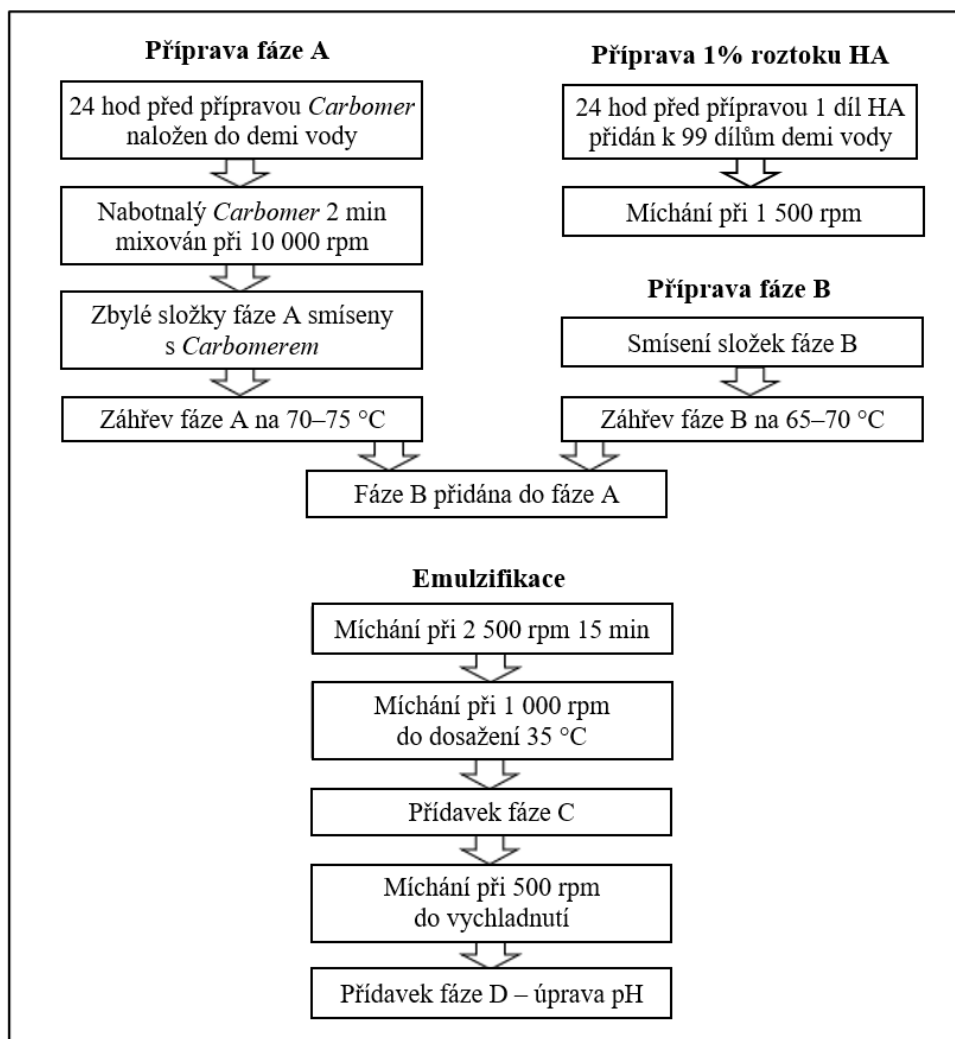 Příprava fáze A
24 hod před přípravou Carbomer
naložen do demi vody
Nabotnalý Carbomer 2 min
mixován při 10 000 rpm
Zbylé složky fáze A smíseny
s Carbomerem
Záhřev fáze A na 70–75 °C
Příprava 1% roztoku HA
24 hod před přípravou 1 díl HA
přidán k 99 dílům demi vody
Míchání při 1 500 rpm
Příprava fáze B
Smísení složek fáze B
Záhřev fáze B na 65–70 °C
Fáze B přidána do fáze A
Emulzifikace
Míchání při 2 500 rpm 15 min
Míchání při 1 000 rpm
do dosažení 35 °C
Přídavek fáze C
Míchání při 500 rpm
do vychladnutí
Přídavek fáze D – úprava pH